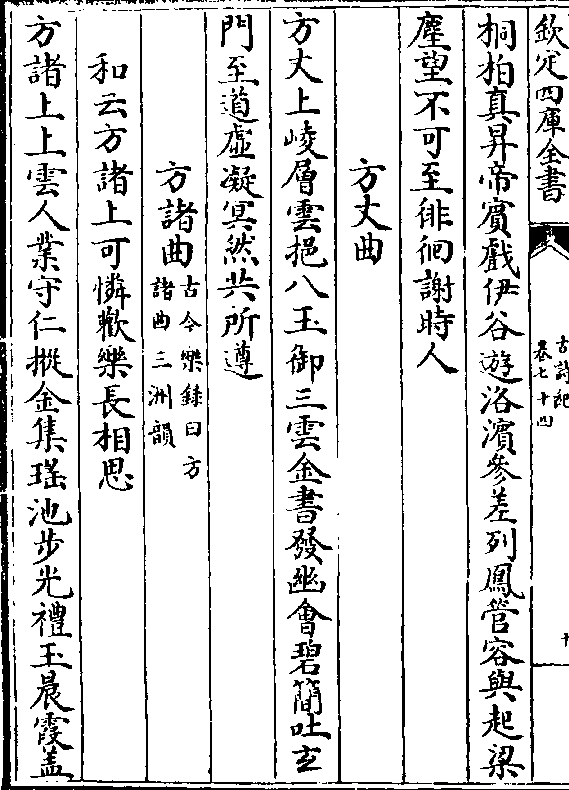 欽定四庫全書
古詩紀
卷七十四
桐柏真昇帝賓戲伊谷遊洛濱參差列鳳管容與起梁
塵望不可至徘徊謝時人
方丈曲
方丈上崚層雲挹八玉御三雲金書發幽會碧簡吐玄
門至道虛凝冥然共所遵
方諸曲
古今樂録曰方
諸曲三洲韻
和云方諸上可憐歡樂長相思
方諸上上雲人業守仁摐金集瑤池步光禮玉晨霞盖